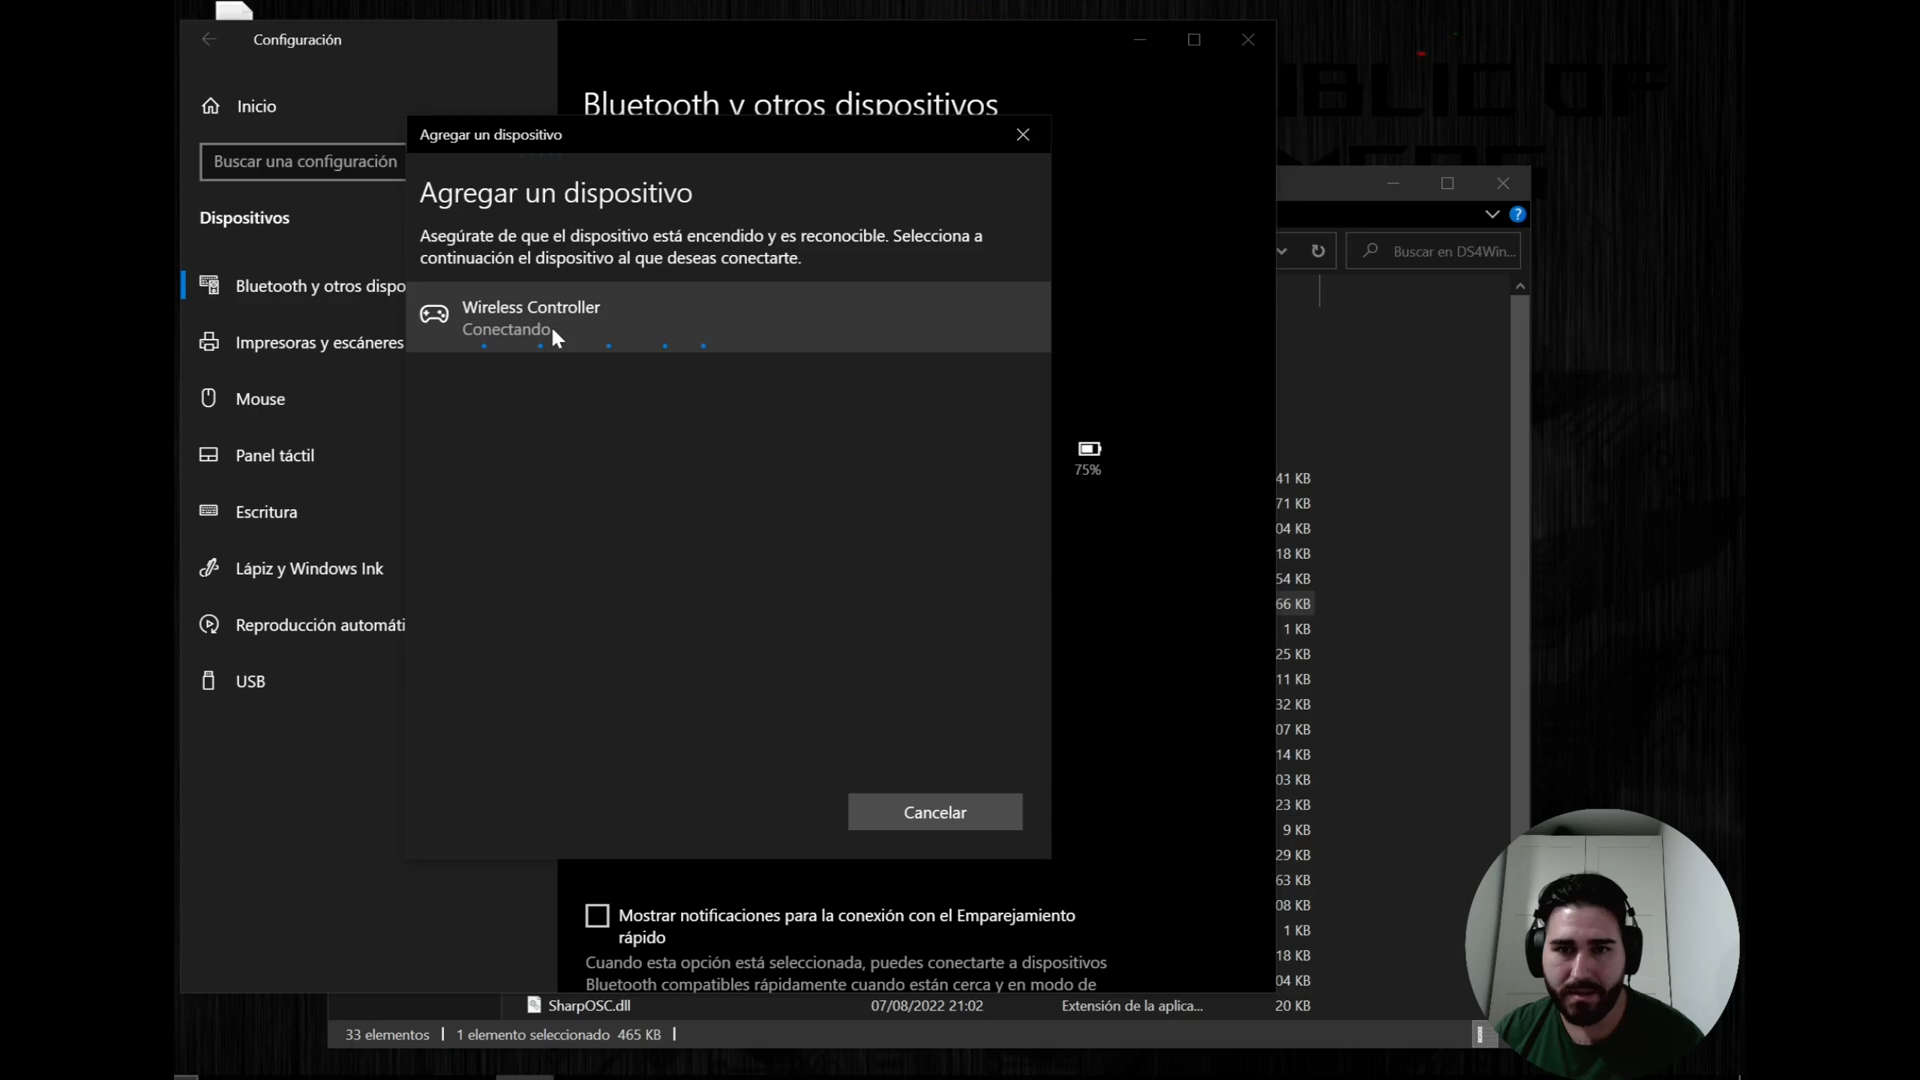 Configuración
Inicio
Buscar una configuración
Dispositivos
Bluetooth y otros dispo
Impresoras y escáneres
Mouse
Panel táctil
Escritura
Lápiz y Windows Ink
Reproducción automáti
USB
Bluetooth y otros dispositivos
Agregar un dispositivo
Agregar un dispositivo
Asegúrate de que el dispositivo está encendido y es reconocible. Selecciona a
continuación el dispositivo al que deseas conectarte.
Wireless Controller
Conectando
Cancelar
75%
Mostrar notificaciones para la conexión con el Emparejamiento
rápido
Cuando esta opción está seleccionada, puedes conectarte a dispositivos
Bluetooth compatibles rápidamente cuando están cerca y en modo de
BLIC OF
?
Buscar en DS4Win...
41 KB
71 KB
04 KB
18 KB
54 KB
66 KB
1 KB
25 KB
11 KB
32 KB
07 KB
14 KB
03 KB
23 KB
9 KB
29 KB
63 KB
08 KB
1 KB
18 KB
04 KB
SharpOSC.dll 07/08/2022 21:02 Extensión de la aplica... 20 KB
33 elementos 1 elemento seleccionado 465 KB